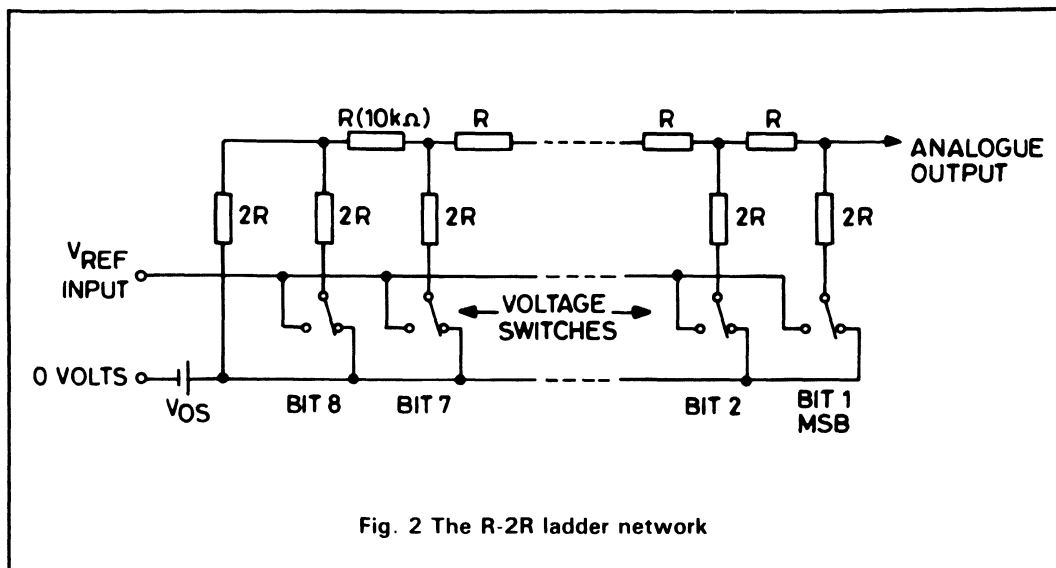 R(10kΩ) R R R
ANALOGUE
OUTPUT
2R 2R 2R 2R 2R
VREF
INPUT
VOLTAGE
SWITCHES
0 VOLTS
VOS
BIT 8 BIT 7 BIT 2 BIT 1
MSB
Fig. 2 The R-2R ladder network